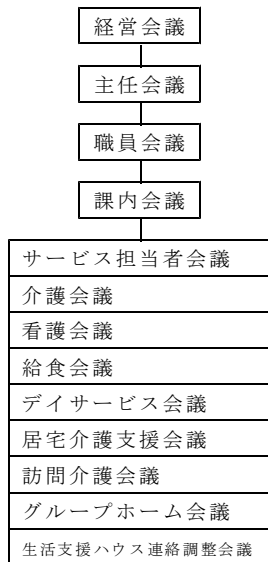 経営会議
主任会議
職員会議
課内会議
サービス担当者会議
介護会議
看護会議
給食会議
デイサービス会議
居宅介護支援会議
訪問介護会議
グループホーム会議
生活支援ハウス連絡調整会議